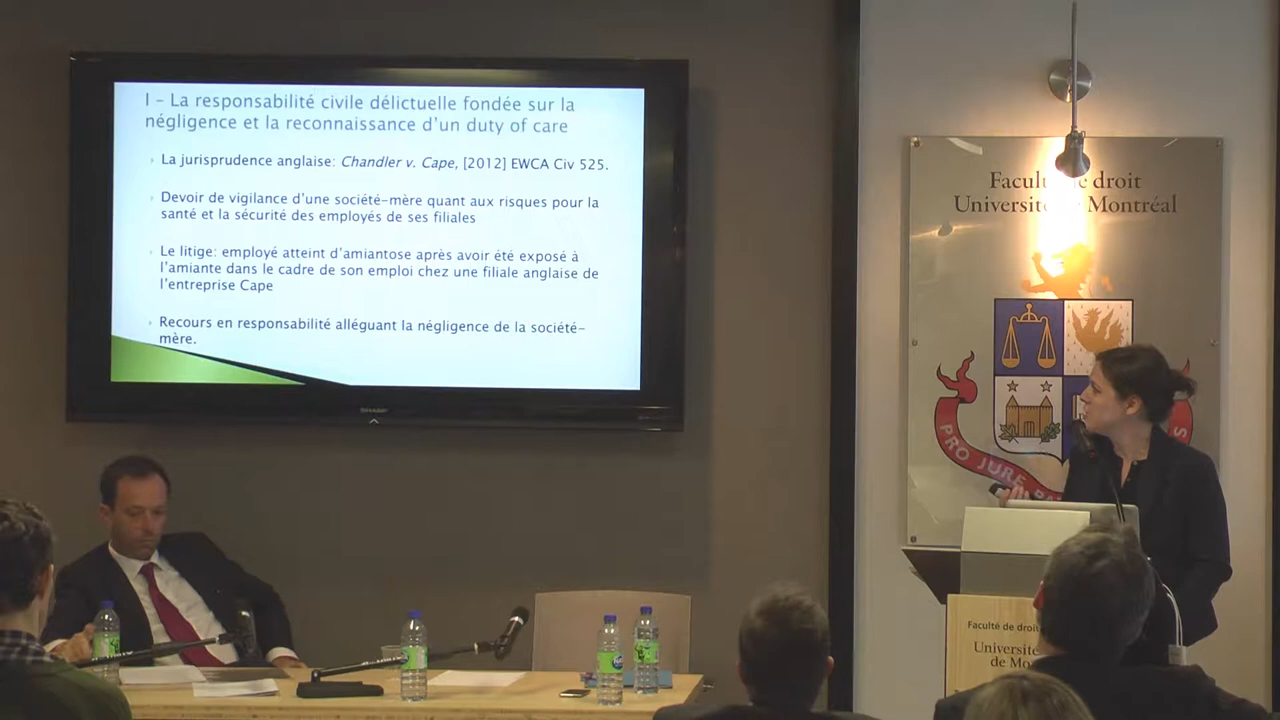 I – La responsabilité civile délictuelle fondée sur la
négligence et la reconnaissance d'un duty of care
La jurisprudence anglaise: Chandler v. Cape, [2012] EWCA Civ 525.
Devoir de vigilance d'une société-mère quant aux risques pour la
santé et la sécurité des employés de ses filiales
Le litige: employé atteint d'amiantose après avoir été exposé à
l'amiante dans le cadre de son emploi chez une filiale anglaise de
l'entreprise Cape
Recours en responsabilité alléguant la négligence de la société-
mère.
SHARP
Faculté de droit
Université de Montréal
PRO JURE
Faculté de droit
Université
de